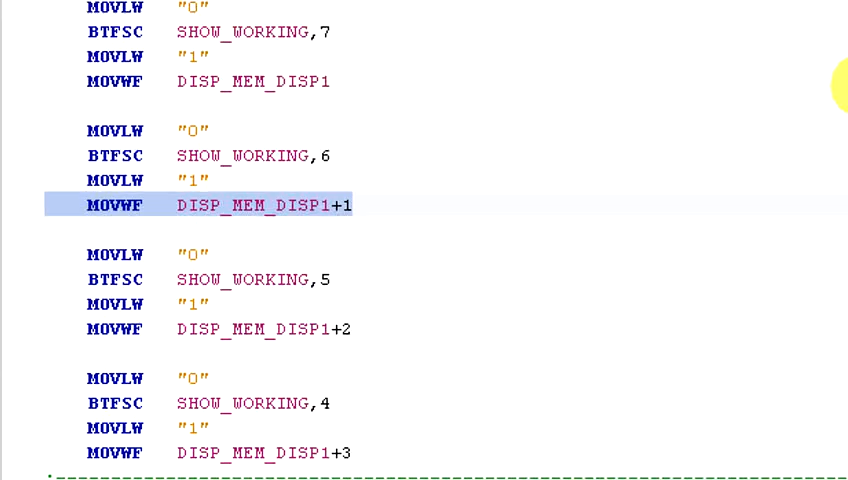 MOVLW "0"
BTFSC SHOW_WORKING,7
MOVLW "1"
MOVWF DISP_MEM_DISP1
MOVLW "0"
BTFSC SHOW_WORKING,6
MOVLW "1"
MOVWF DISP_MEM_DISP1+1
MOVLW "0"
BTFSC SHOW_WORKING,5
MOVLW "1"
MOVWF DISP_MEM_DISP1+2
MOVLW "0"
BTFSC SHOW_WORKING,4
MOVLW "1"
MOVWF DISP_MEM_DISP1+3